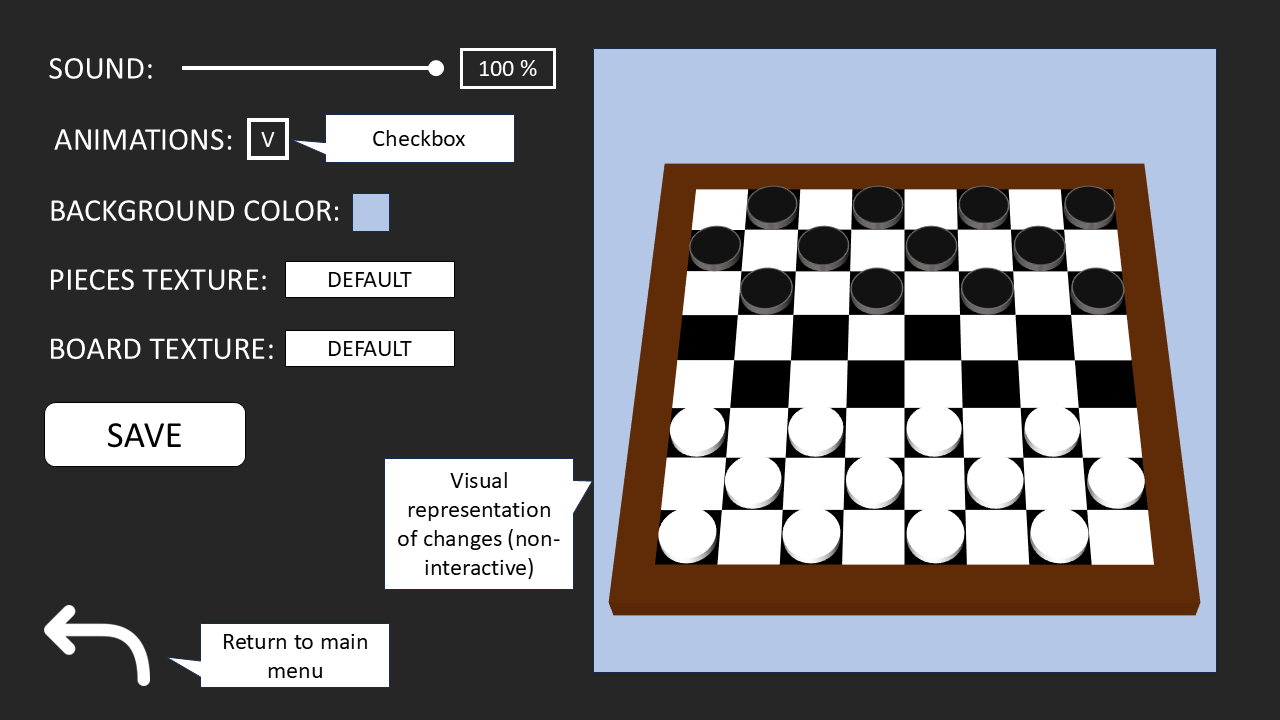 SOUND:
100 %
ANIMATIONS:
V
Checkbox
BACKGROUND COLOR:
PIECES TEXTURE:
DEFAULT
BOARD TEXTURE:
DEFAULT
SAVE
Visual
representation
of changes (non-
interactive)
Return to main
menu